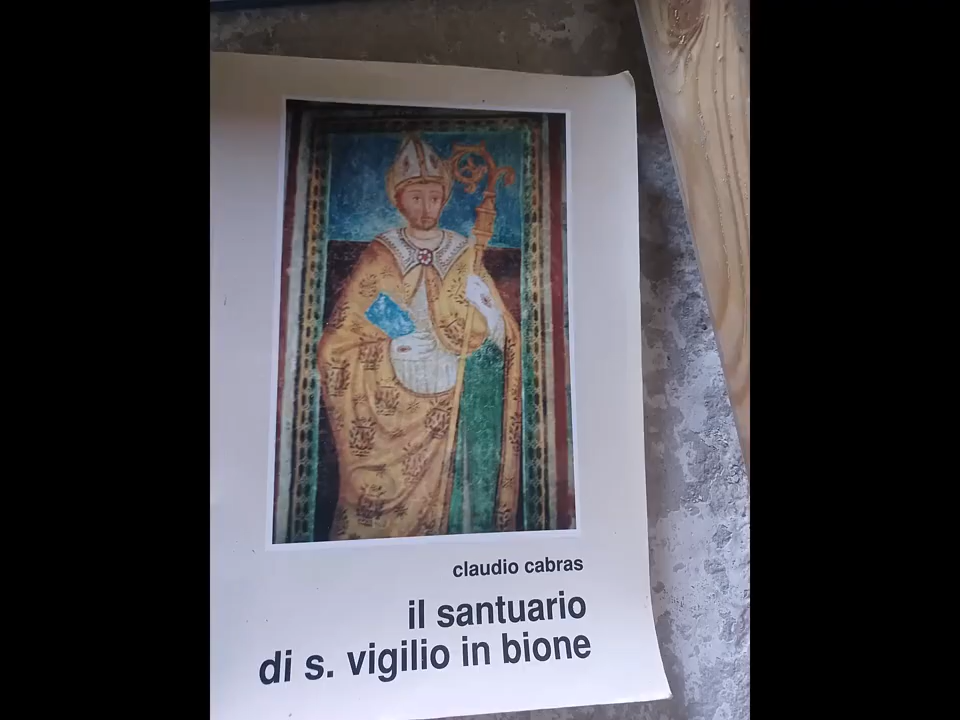 claudio cabras
il santuario
di s. vigilio in bione